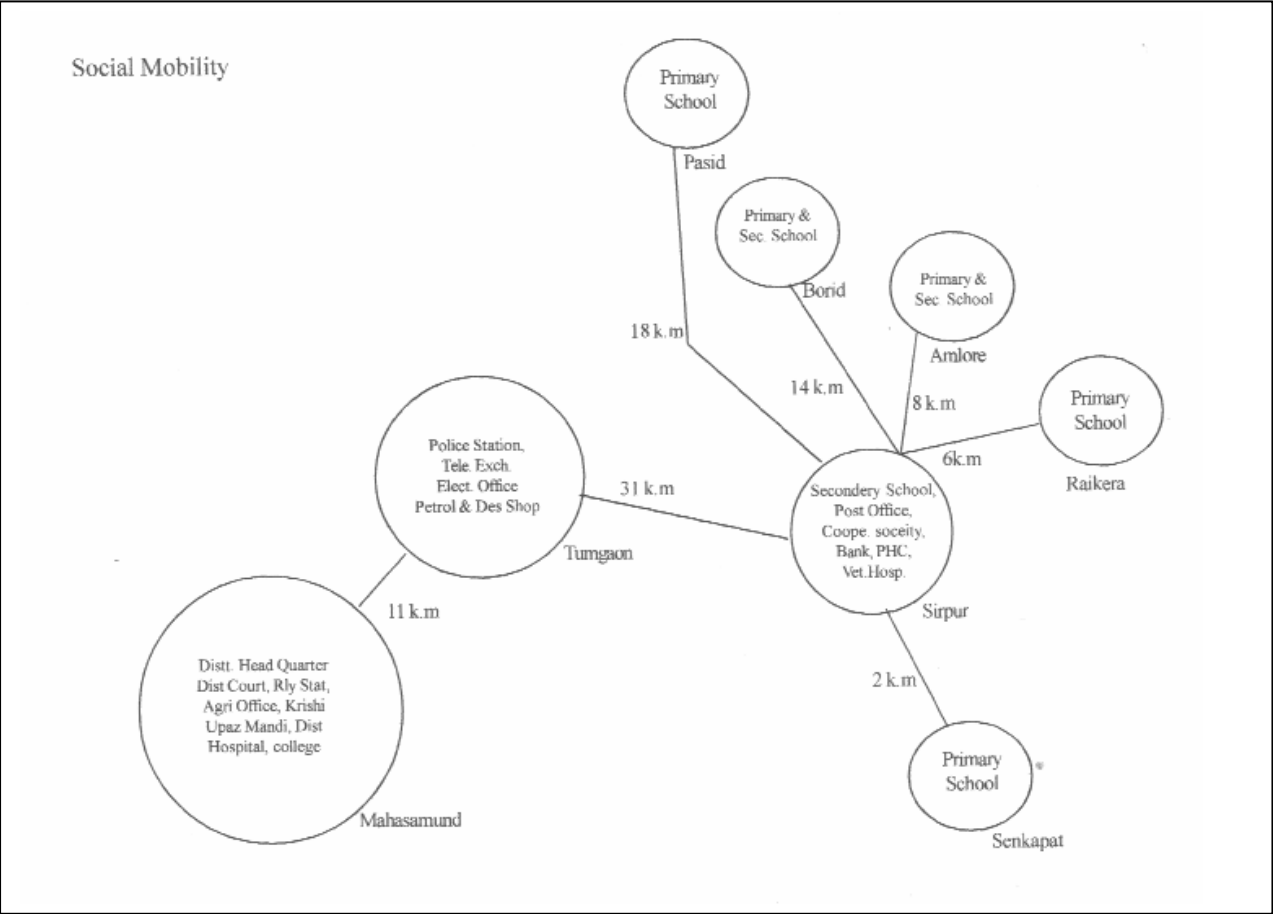 Social Mobility
Primary
School
Pasid
Primary &
Sec. School
Borid
Primary &
Sec. School
Amlore
18 k.m
14 k.m
8 k.m
Primary
School
Raikera
6k.m
Police Station,
Tele. Exch.
Elect. Office
Petrol & Des Shop
Tumgaon
31 k.m
Secondery School,
Post Office,
Coope. soceity,
Bank, PHC,
Vet.Hosp.
Sirpur
11 k.m
Distt. Head Quarter
Dist Court, Rly Stat,
Agri Office, Krishi
Upaz Mandi, Dist
Hospital, college
Mahasamund
2 k.m
Primary
School
Senkapat